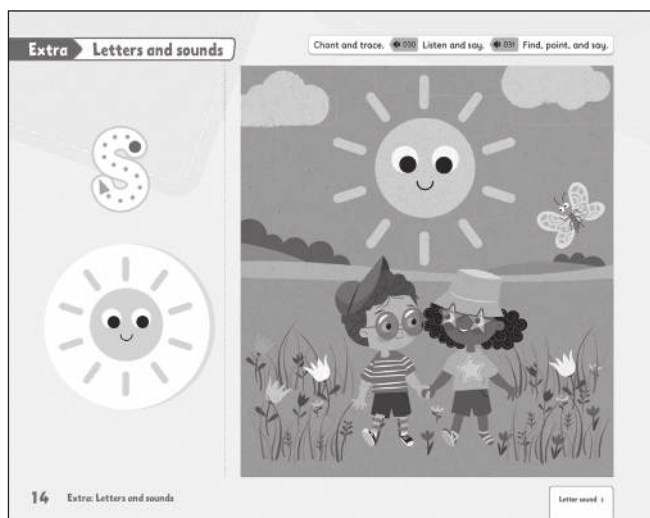 Extra Letters and sounds
Chant and trace. 030 Listen and say. 031 Find, point, and say.
s
14 Extra: Letters and sounds
Letter sound s